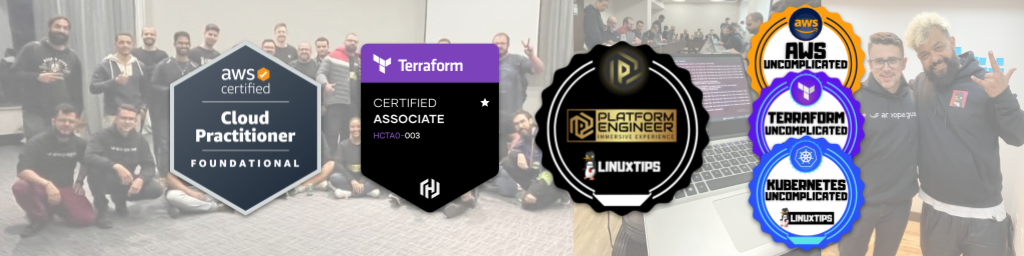 aws
certified
Cloud
Practitioner
FOUNDATIONAL
Terraform
CERTIFIED
ASSOCIATE
HCTA0-003
PLATFORM
ENGINEER
IMMERSIVE EXPERIENCE
LINUXTIPS
aws
AWS
UNCOMPLICATED
TERRAFORM
UNCOMPLICATED
KUBERNETES
UNCOMPLICATED
LINUXTIPS